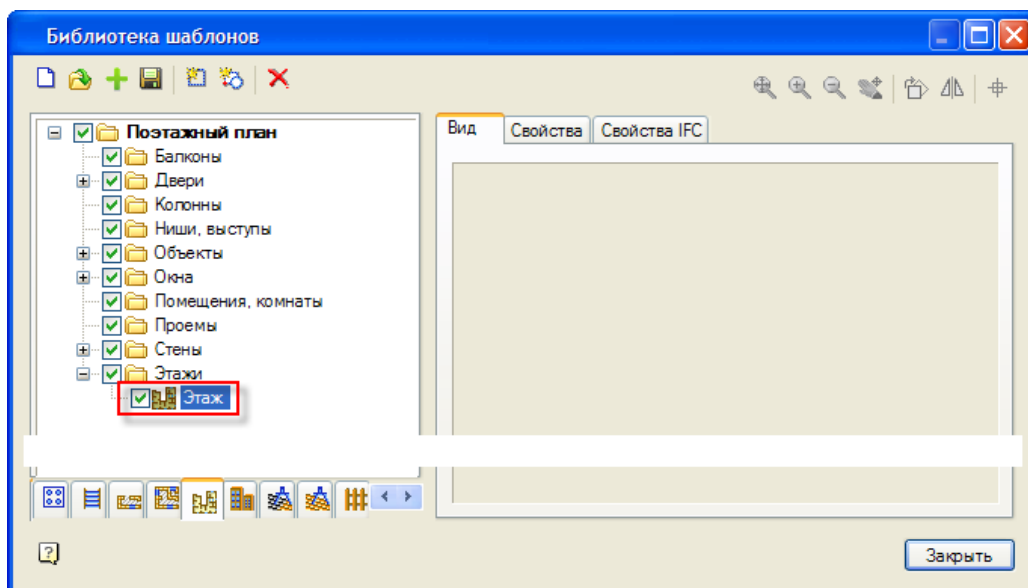 Библиотека шаблонов
Вид Свойства Свойства IFC
Поэтажный план
Балконы
Двери
Колонны
Ниши, выступы
Объекты
Окна
Помещения, комнаты
Проемы
Стены
Этажи
Этаж
Закрыть